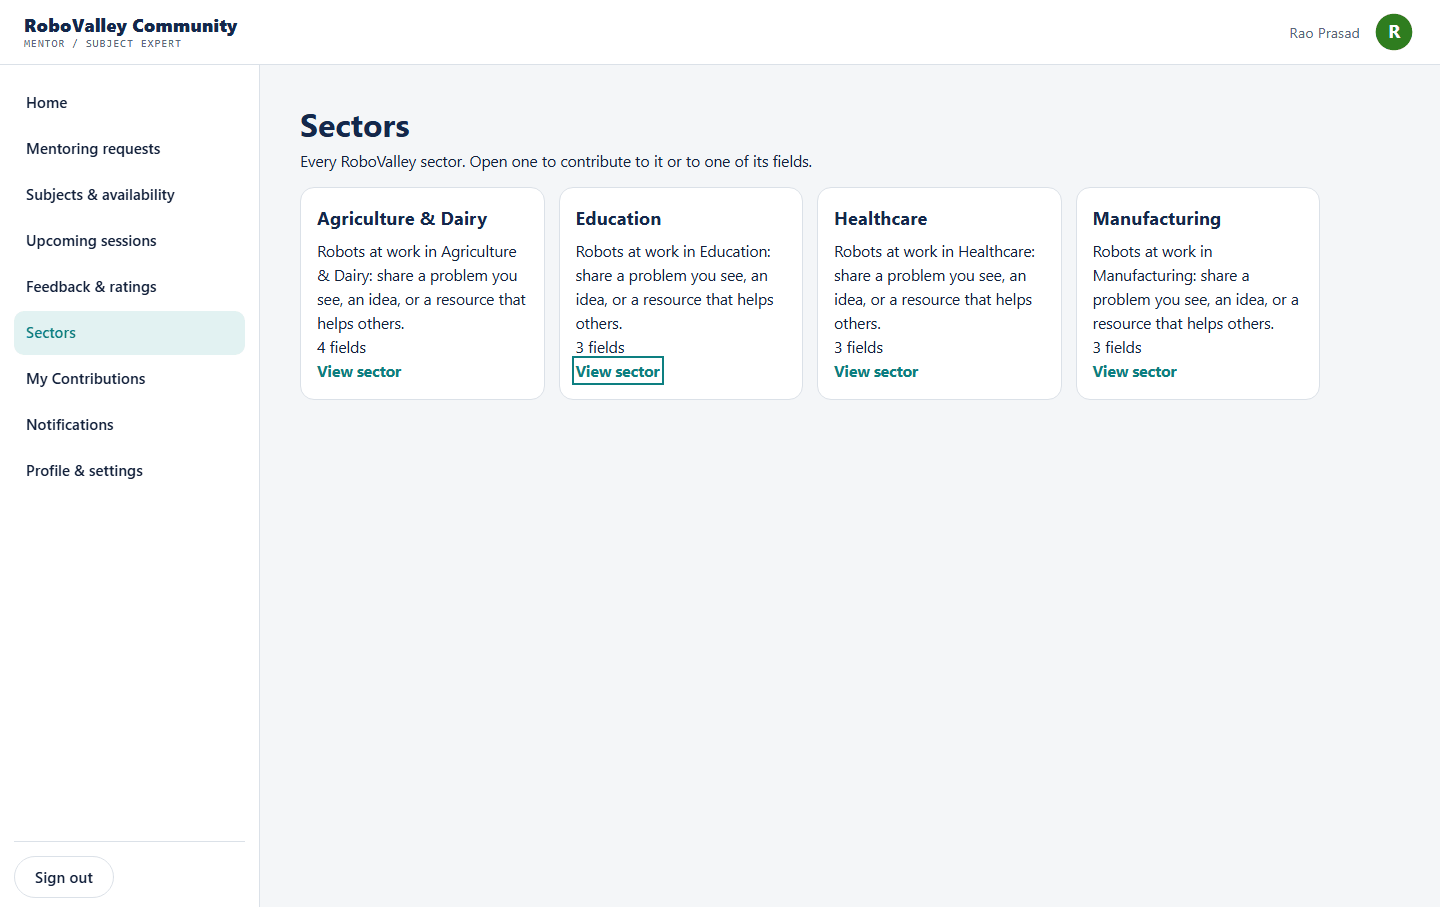 RoboValley Community
MENTOR / SUBJECT EXPERT
Rao Prasad
R
Home
Mentoring requests
Subjects & availability
Upcoming sessions
Feedback & ratings
Sectors
My Contributions
Notifications
Profile & settings
Sign out
Sectors
Every RoboValley sector. Open one to contribute to it or to one of its fields.
Agriculture & Dairy
Robots at work in Agriculture
& Dairy: share a problem you
see, an idea, or a resource that
helps others.
4 fields
View sector
Education
Robots at work in Education:
share a problem you see, an
idea, or a resource that helps
others.
3 fields
View sector
Healthcare
Robots at work in Healthcare:
share a problem you see, an
idea, or a resource that helps
others.
3 fields
View sector
Manufacturing
Robots at work in
Manufacturing: share a
problem you see, an idea, or a
resource that helps others.
3 fields
View sector